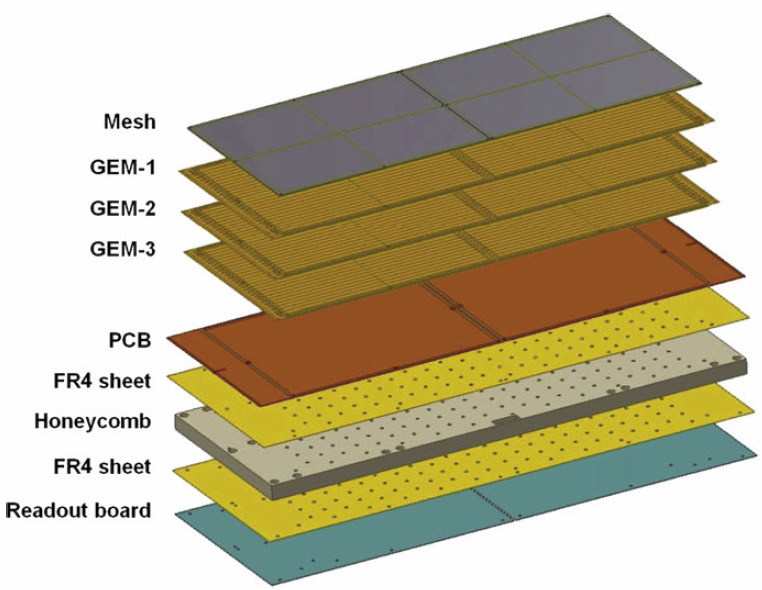 Mesh
GEM-1
GEM-2
GEM-3
PCB
FR4 sheet
Honeycomb
FR4 sheet
Readout board